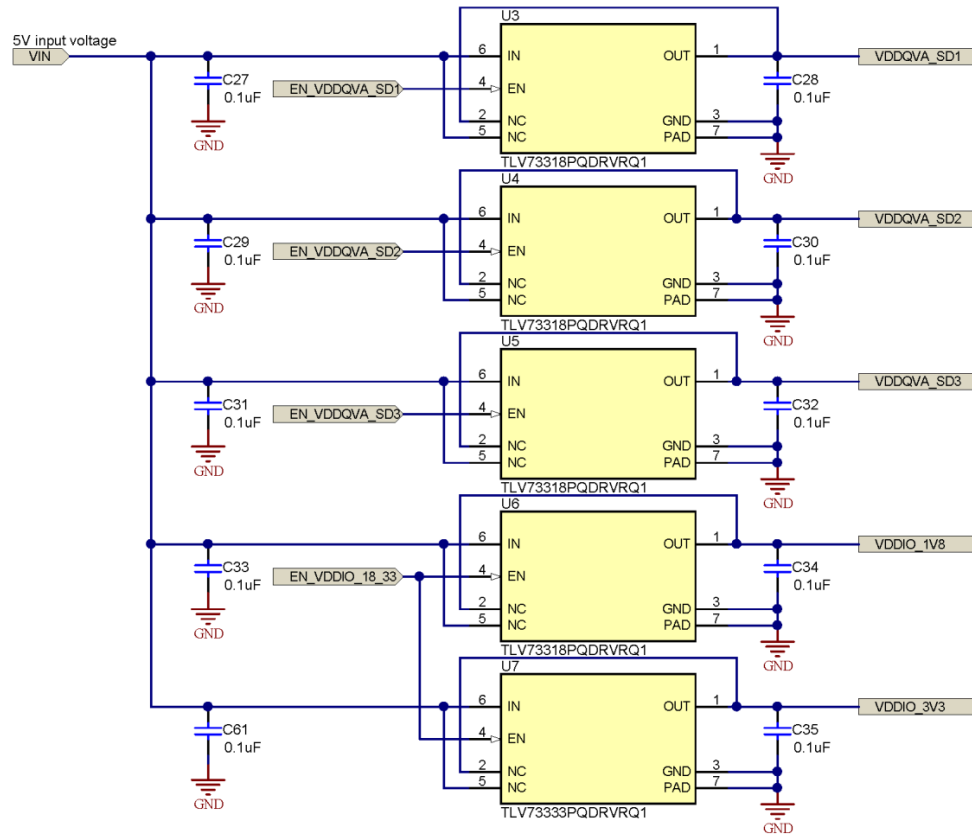 5V input voltage
VIN
C27
0.1uF
GND
EN_VDDQVA_SD1
U3
6 IN OUT 1
4 EN
2 NC GND 3
5 NC PAD 7
TLV73318PQDRVRQ1
C28
0.1uF
GND
VDDQVA_SD1
C29
0.1uF
GND
EN_VDDQVA_SD2
U4
6 IN OUT 1
4 EN
2 NC GND 3
5 NC PAD 7
TLV73318PQDRVRQ1
C30
0.1uF
GND
VDDQVA_SD2
C31
0.1uF
GND
EN_VDDQVA_SD3
U5
6 IN OUT 1
4 EN
2 NC GND 3
5 NC PAD 7
TLV73318PQDRVRQ1
C32
0.1uF
GND
VDDQVA_SD3
C33
0.1uF
GND
EN_VDDIO_18_33
U6
6 IN OUT 1
4 EN
2 NC GND 3
5 NC PAD 7
TLV73318PQDRVRQ1
C34
0.1uF
GND
VDDIO_1V8
C61
0.1uF
GND
U7
6 IN OUT 1
4 EN
2 NC GND 3
5 NC PAD 7
TLV73333PQDRVRQ1
C35
0.1uF
GND
VDDIO_3V3